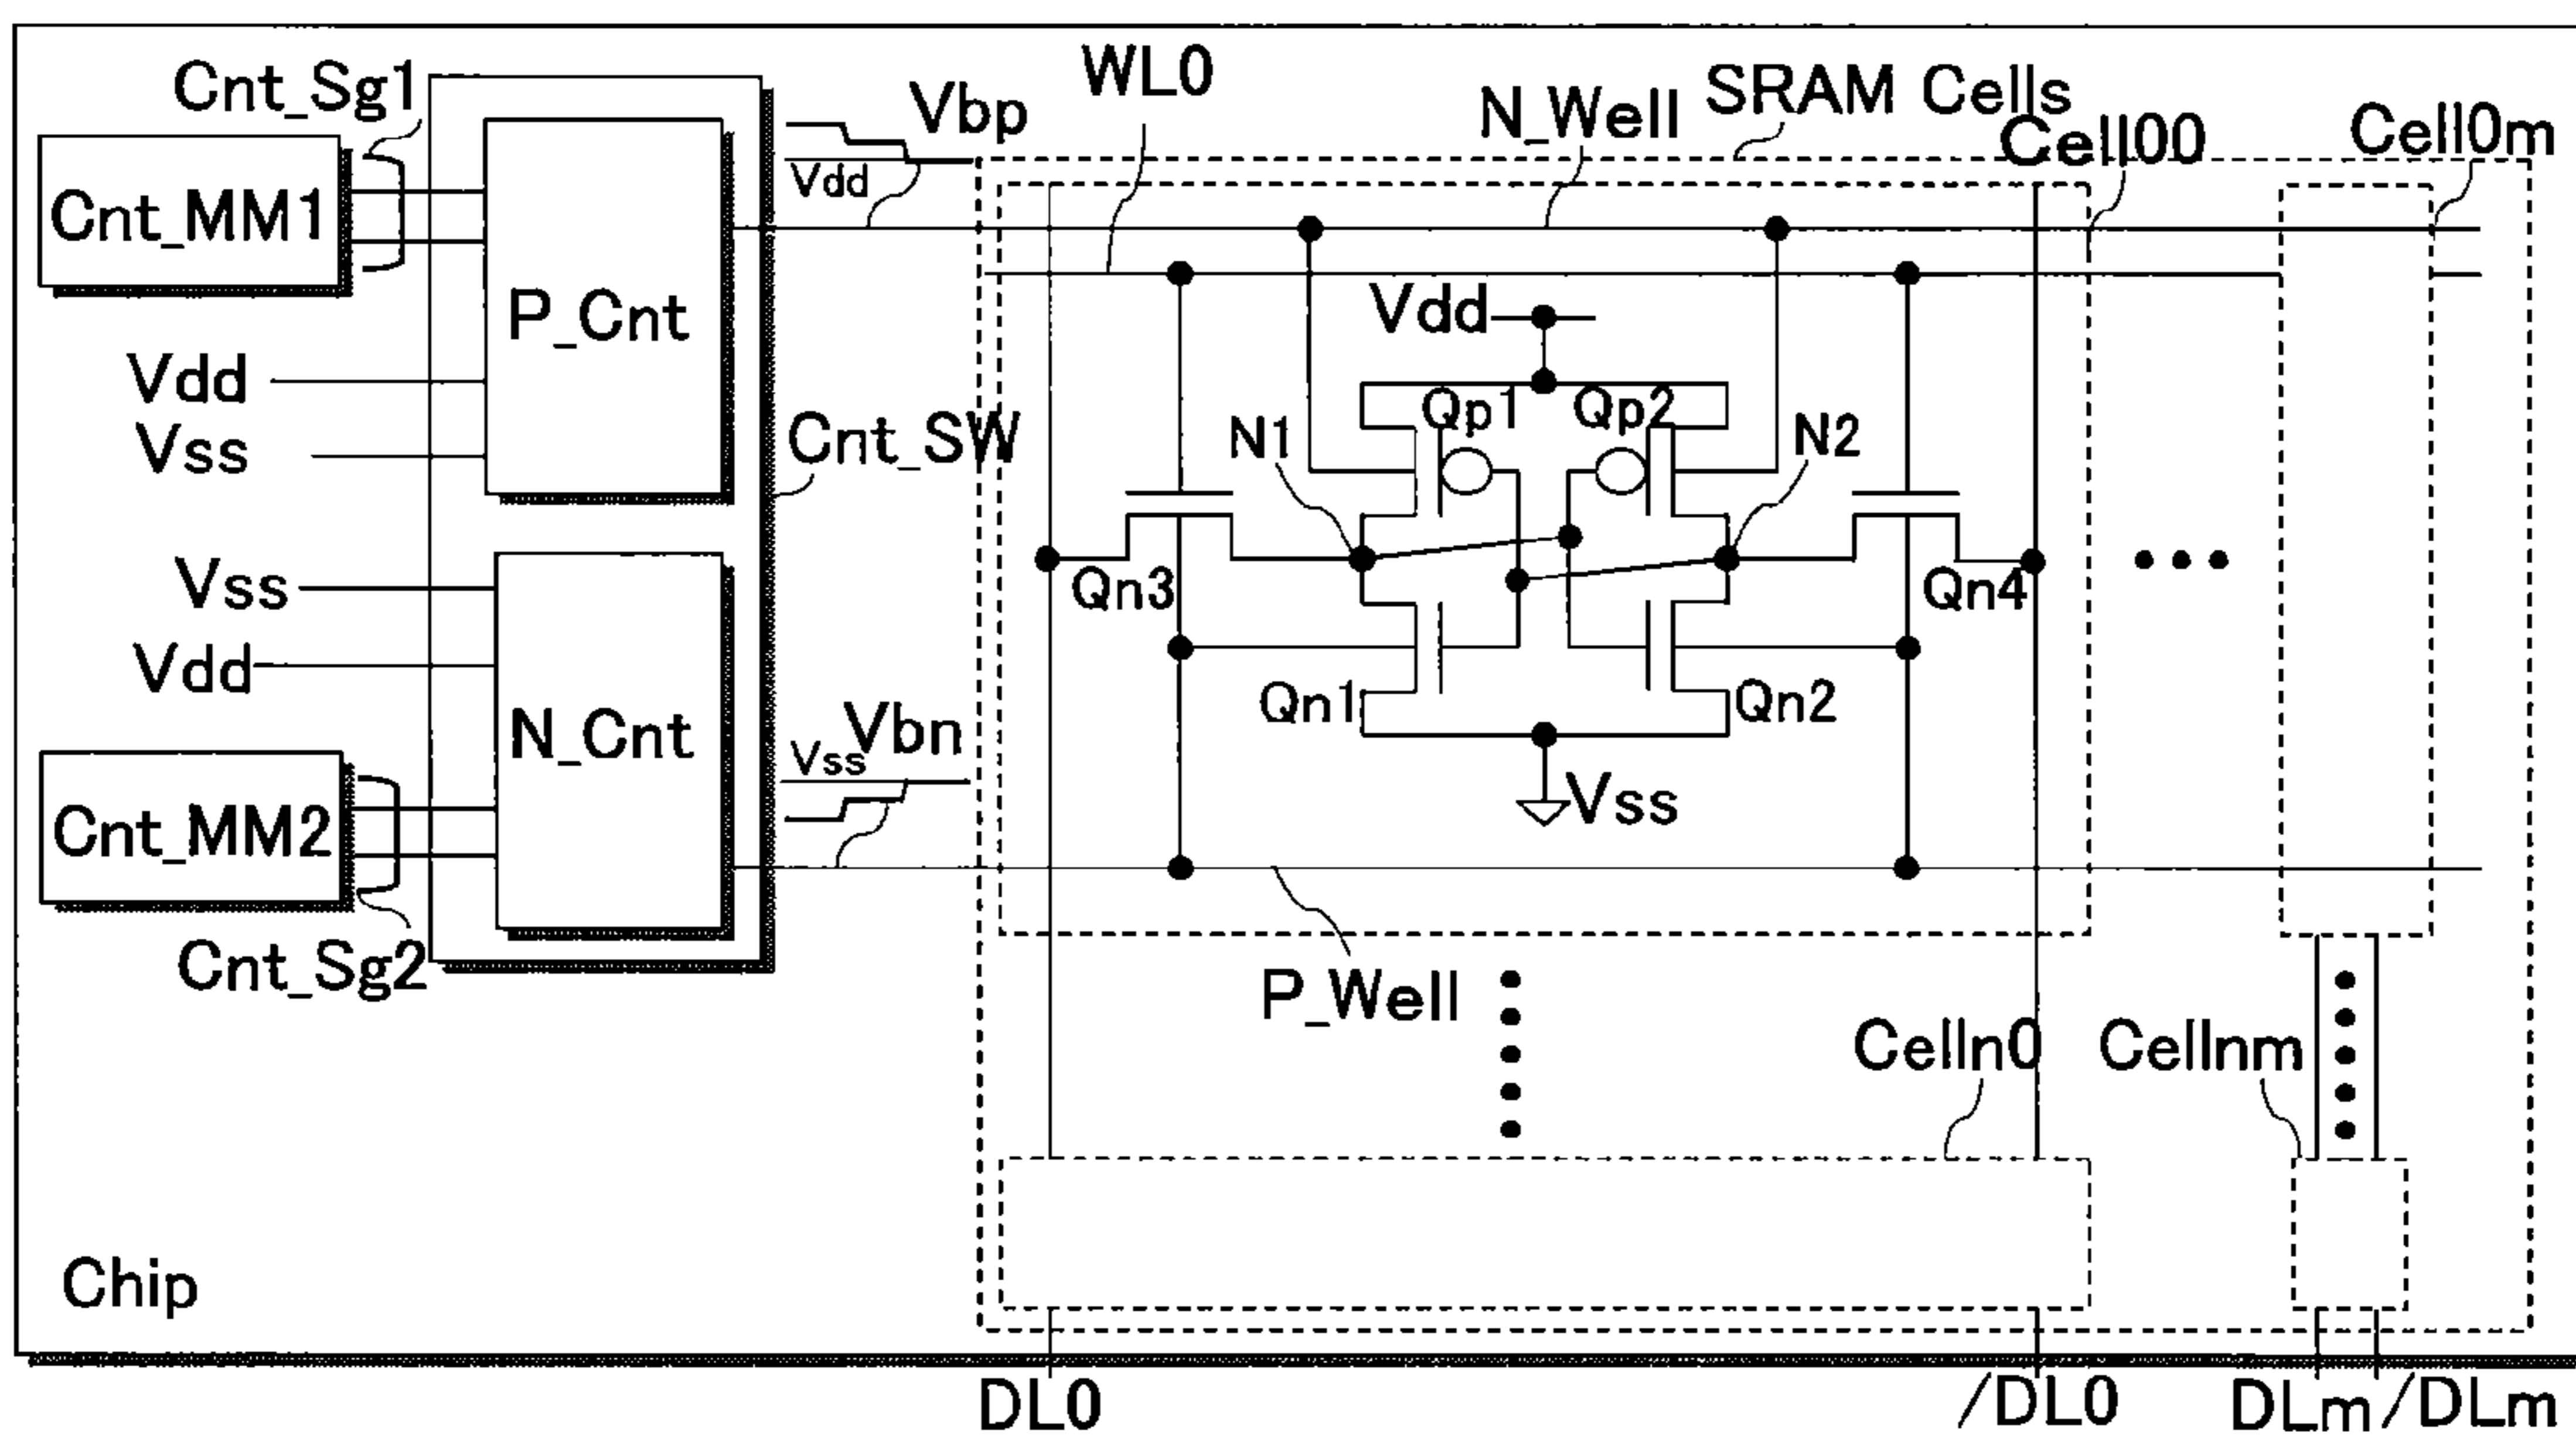 Cnt_Sg1
WL0
Vbp
N_Well
SRAM Cells
Cell00
Cell0m
Cnt_MM1
Vdd
P_Cnt
Vdd
Vdd
Vss
Cnt_SW
N1
Qp1
Qp2
N2
Vss
Qn3
Qn4
Vdd
N_Cnt
Vbn
Vss
Qn1
Qn2
Vss
Cnt_MM2
Cnt_Sg2
P_Well
Celln0
Cellnm
Chip
DL0
/DL0
DLm
/DLm